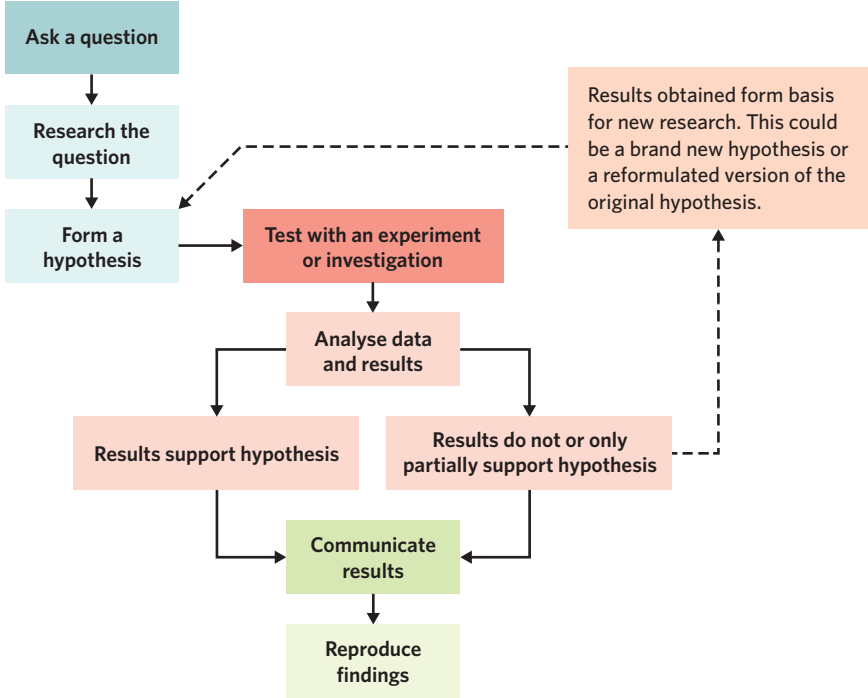 Ask a question
Research the
question
Form a
hypothesis
Test with an experiment
or investigation
Analyse data
and results
Results support hypothesis
Results do not or only
partially support hypothesis
Results obtained form basis
for new research. This could
be a brand new hypothesis or
a reformulated version of the
original hypothesis.
Communicate
results
Reproduce
findings